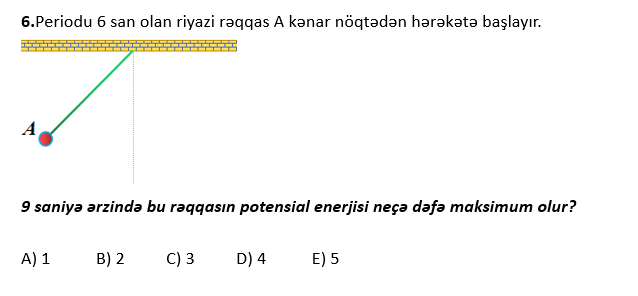 6.Periodu 6 san olan riyazi rəqqas A kənar nöqtədən hərəkətə başlayır.
A
9 saniyə ərzində bu rəqqasın potensial enerjisi neçə dəfə maksimum olur?
A) 1 B) 2 C) 3 D) 4 E) 5